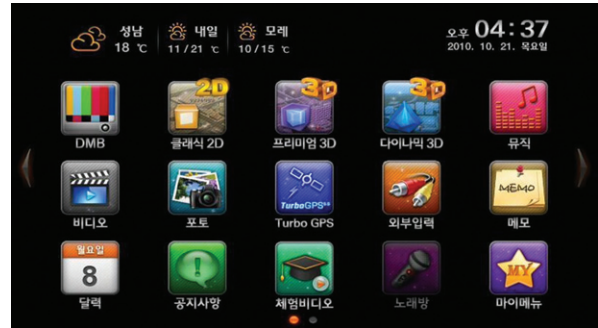 성남 내일 모레 오후 04:37
18 ℃ 11/21 ℃ 10/15 ℃ 2010. 10. 21. 목요일
2D 3D 3D
DMB 클래식 2D 프리미엄 3D 다이나믹 3D 뮤직
TurboGPS MEMO
비디오 포토 Turbo GPS 외부입력 메모
월요일
8 MY
달력 공지사항 체험비디오 노래방 마이메뉴